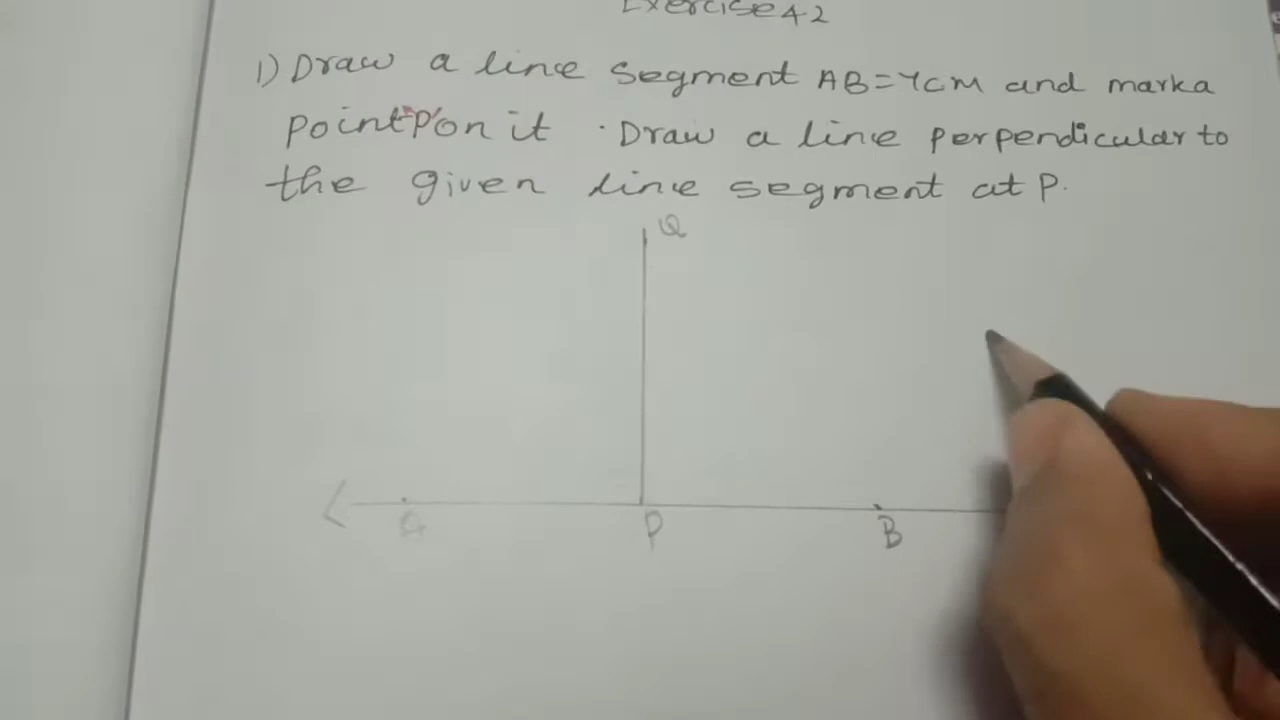 Exercise 4.2
1) Draw a line segment AB=7cm and mark a
point 'p' on it . Draw a line perpendicular to
the given line segment at P.
Q
P
B